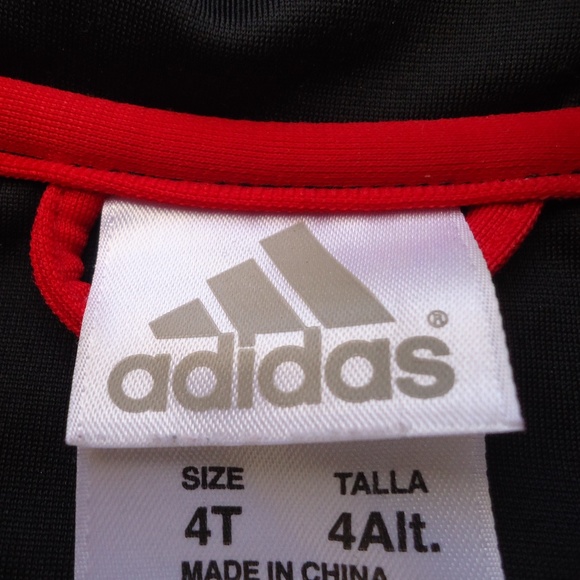 adidas®
SIZE TALLA
4T 4Alt.
MADE IN CHINA